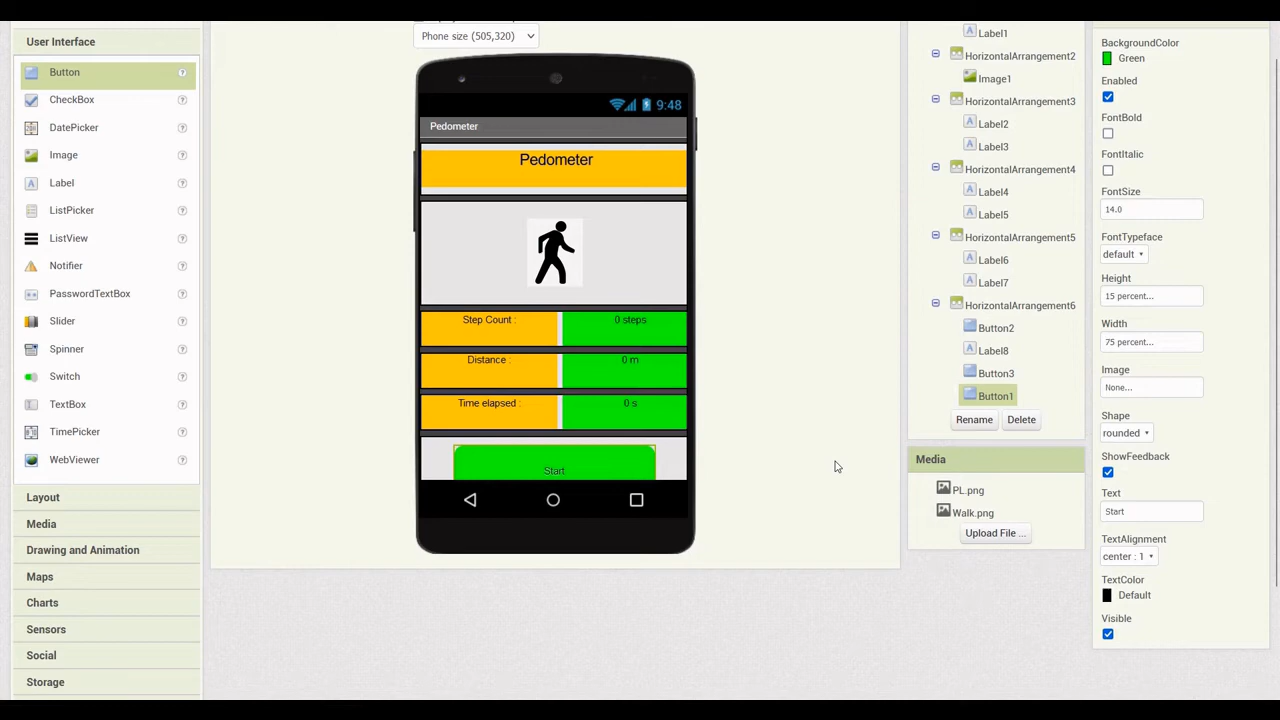 User Interface
Button
CheckBox
DatePicker
Image
Label
ListPicker
ListView
Notifier
PasswordTextBox
Slider
Spinner
Switch
TextBox
TimePicker
WebViewer
Layout
Media
Drawing and Animation
Maps
Charts
Sensors
Social
Storage
Phone size (505,320)
9:48
Pedometer
Pedometer
Step Count :
0 steps
Distance :
0 m
Time elapsed :
0 s
Start
Label1
HorizontalArrangement2
Image1
HorizontalArrangement3
Label2
Label3
HorizontalArrangement4
Label4
Label5
HorizontalArrangement5
Label6
Label7
HorizontalArrangement6
Button2
Label8
Button3
Button1
Rename
Delete
Media
PL.png
Walk.png
Upload File ...
BackgroundColor
Green
Enabled
FontBold
FontItalic
FontSize
14.0
FontTypeface
default
Height
15 percent...
Width
75 percent...
Image
None...
Shape
rounded
ShowFeedback
Text
Start
TextAlignment
center : 1
TextColor
Default
Visible